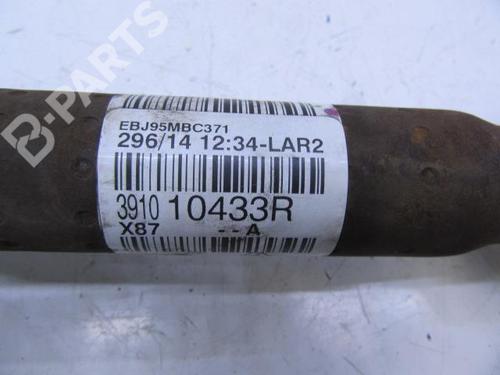 B-PARTS
EBJ95MBC371
296/14 12:34-LAR2
3910 10433R
X87 --A